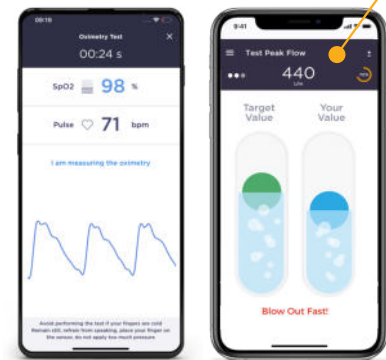 00:15
Oximetry Test
00:24 s
SpO2 98 %
Pulse 71 bpm
I am measuring the oximetry
Avoid performing the test if your fingers are cold
Remain still, refrain from speaking, place your finger on
the sensor, do not apply too much pressure.
9:41
Test Peak Flow
440
L/m
Target
Value
Your
Value
Blow Out Fast!